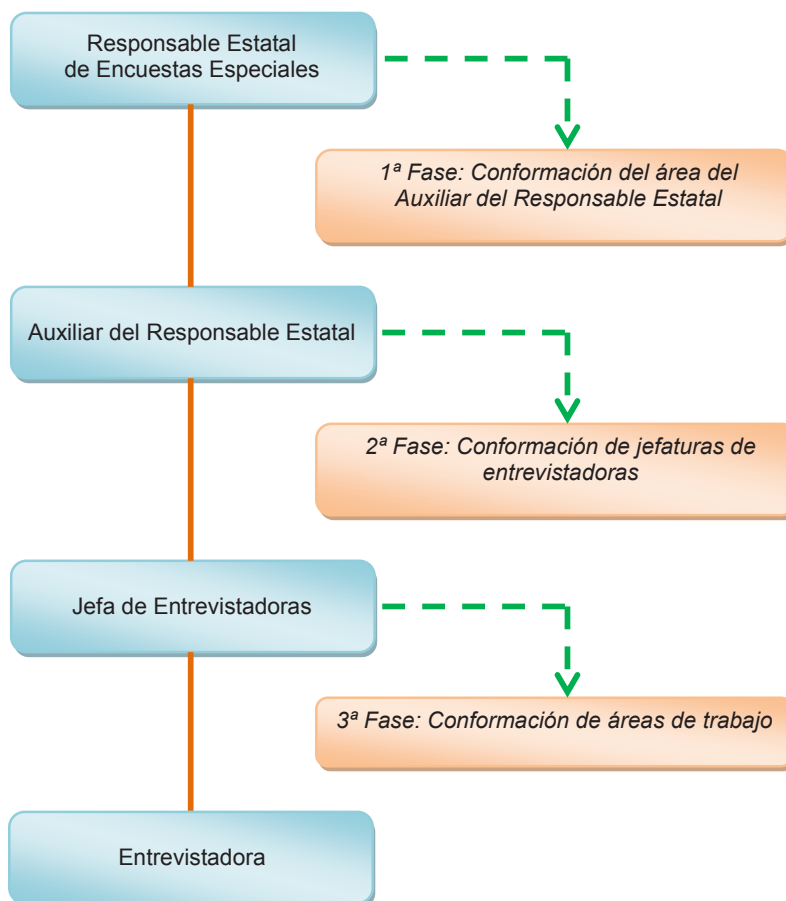 Responsable Estatal
de Encuestas Especiales
1ª Fase: Conformación del área del
Auxiliar del Responsable Estatal
Auxiliar del Responsable Estatal
2ª Fase: Conformación de jefaturas de
entrevistadoras
Jefa de Entrevistadoras
3ª Fase: Conformación de áreas de trabajo
Entrevistadora